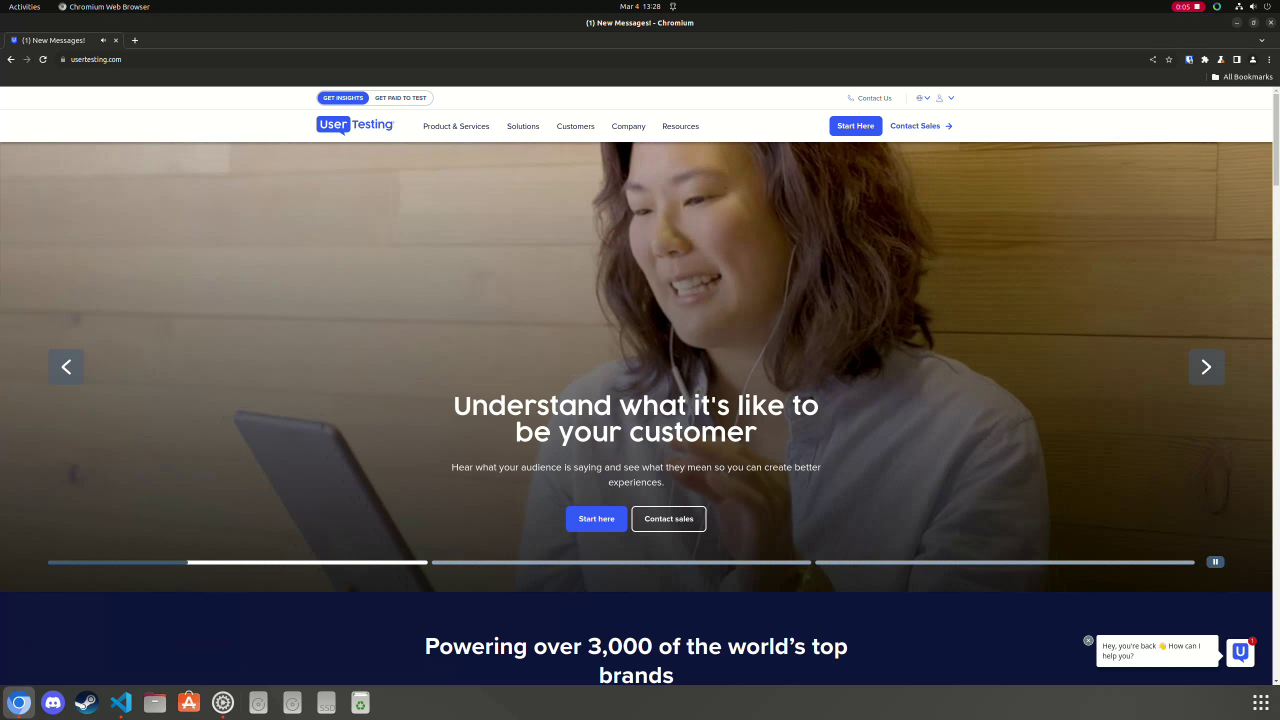 Activities
Chromium Web Browser
Mar 4 13:28
0:05
(1) New Messages! - Chromium
(1) New Messages!
usertesting.com
All Bookmarks
GET INSIGHTS
GET PAID TO TEST
Contact Us
User Testing
Product & Services
Solutions
Customers
Company
Resources
Start Here
Contact Sales
Understand what it's like to
be your customer
Hear what your audience is saying and see what they mean so you can create better
experiences.
Start here
Contact sales
Powering over 3,000 of the world's top
brands
Hey, you're back 👋 How can I
help you?
U
1
SSD